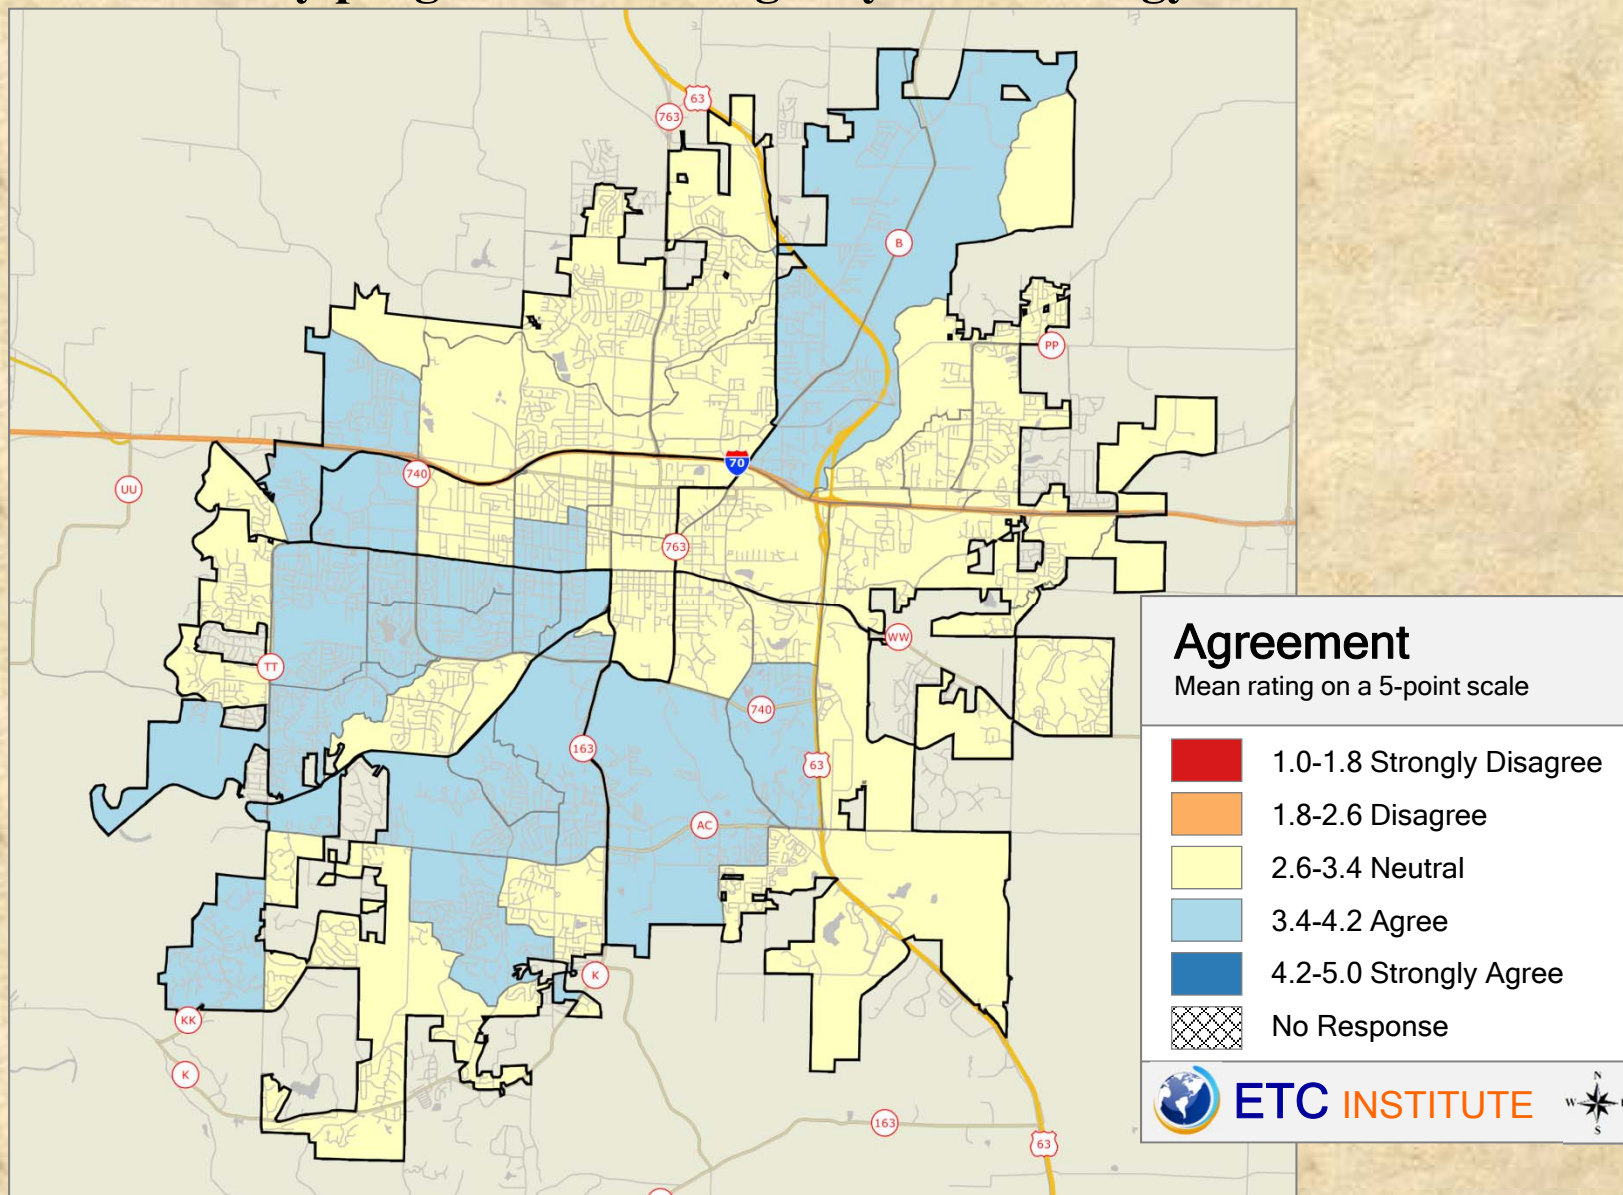 63
763
B
PP
70
740
UU
763
WW
TT
740
163
63
AC
K
KK
K
163
63
Agreement
Mean rating on a 5-point scale
1.0-1.8 Strongly Disagree
1.8-2.6 Disagree
2.6-3.4 Neutral
3.4-4.2 Agree
4.2-5.0 Strongly Agree
No Response
ETC INSTITUTE
N
W
S